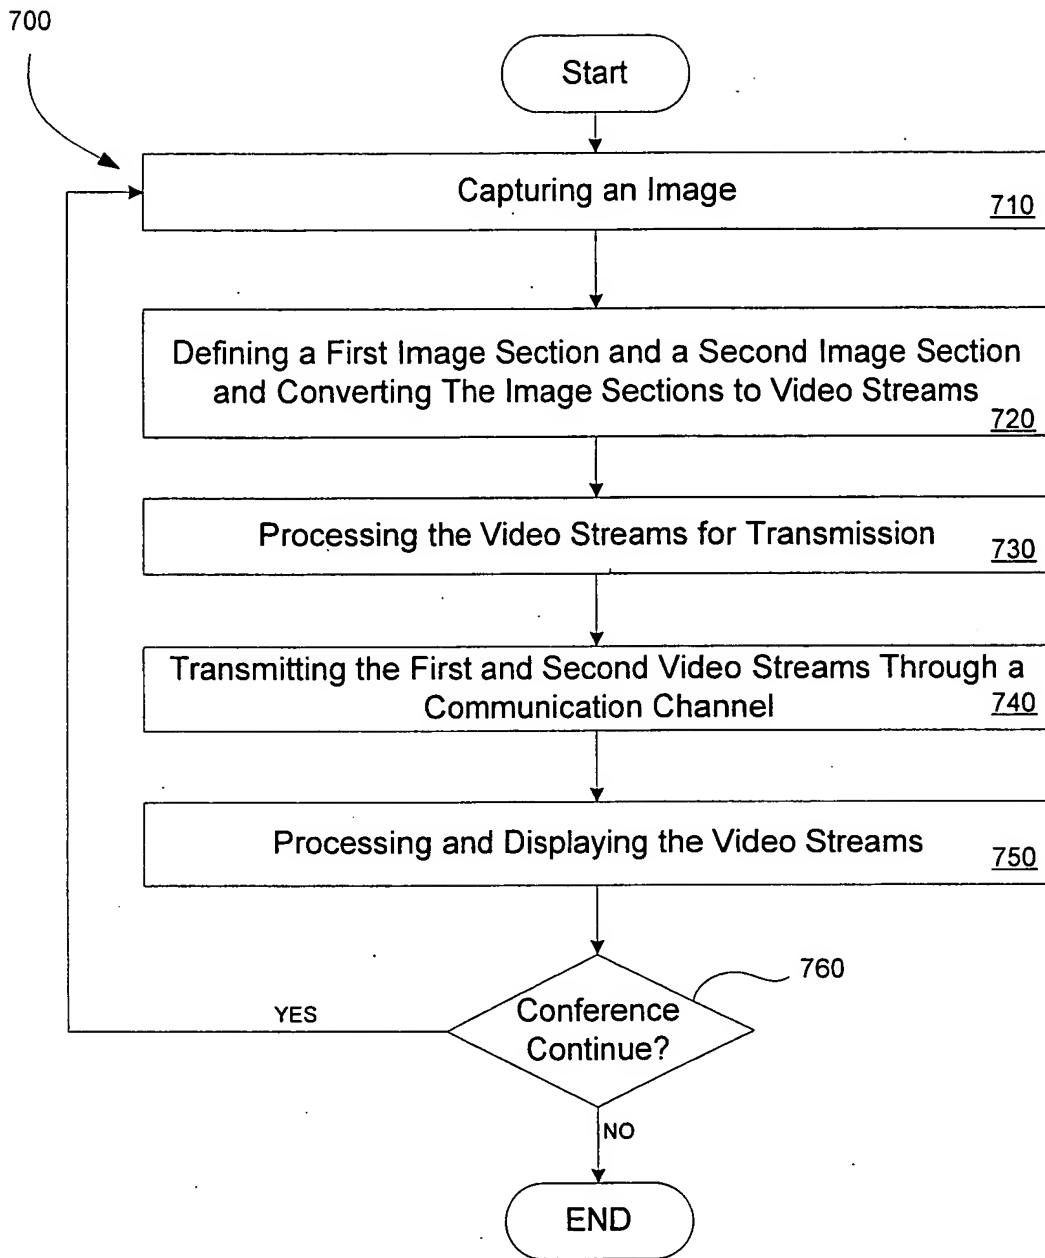 700
Start
Capturing an Image
710
Defining a First Image Section and a Second Image Section
and Converting The Image Sections to Video Streams
720
Processing the Video Streams for Transmission
730
Transmitting the First and Second Video Streams Through a
Communication Channel
740
Processing and Displaying the Video Streams
750
760
Conference
Continue?
YES
NO
END